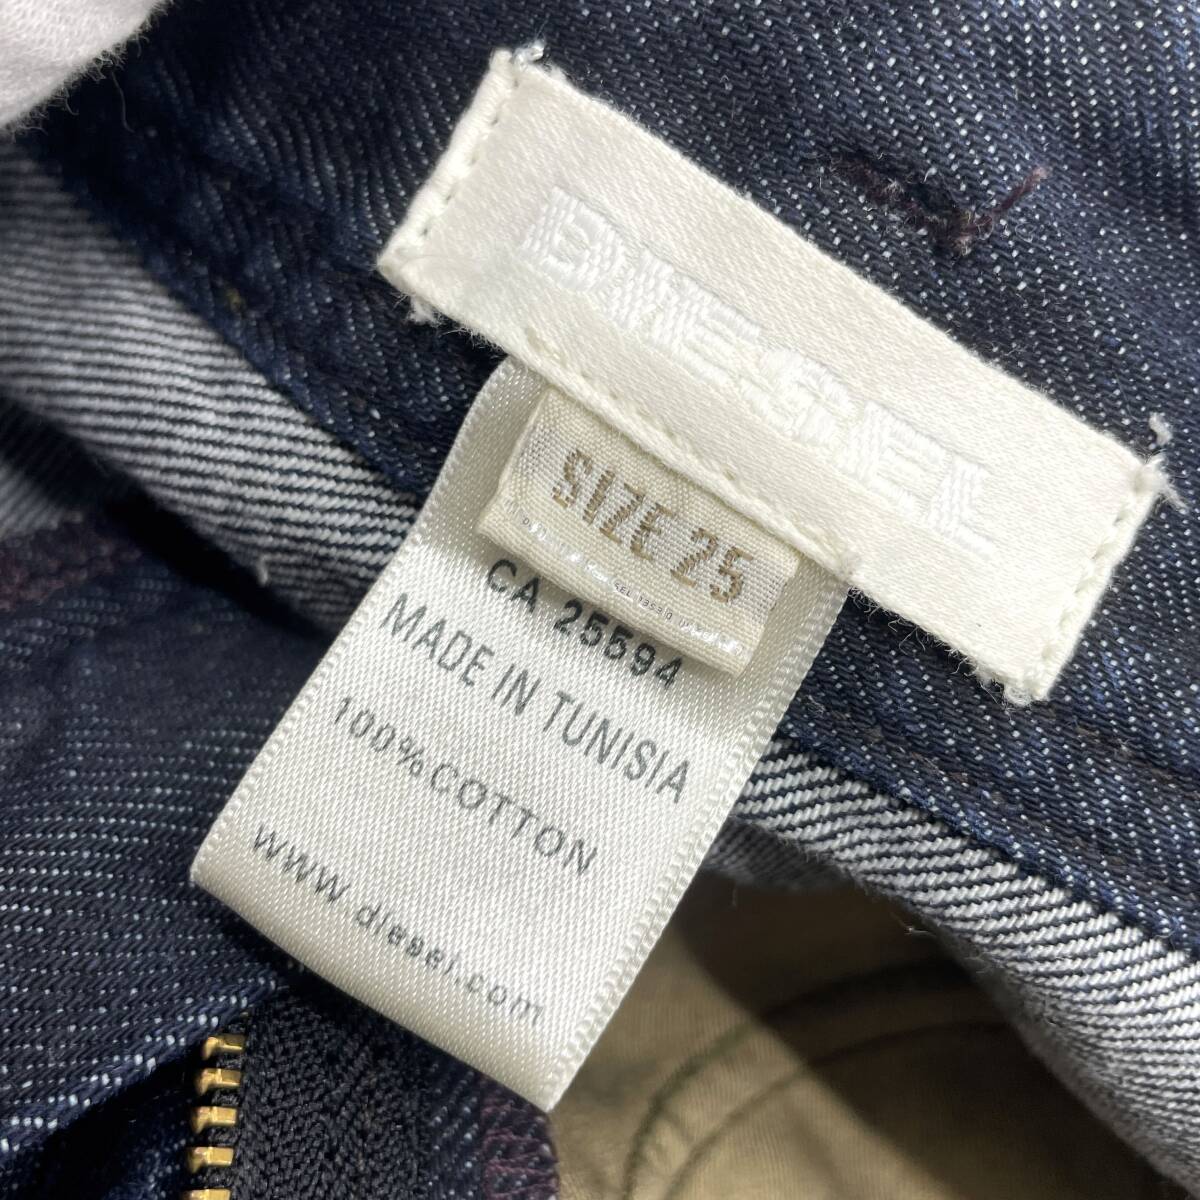 DIESEL
SIZE 25
CA 25594
MADE IN TUNISIA
100% COTTON
www.diesel.com